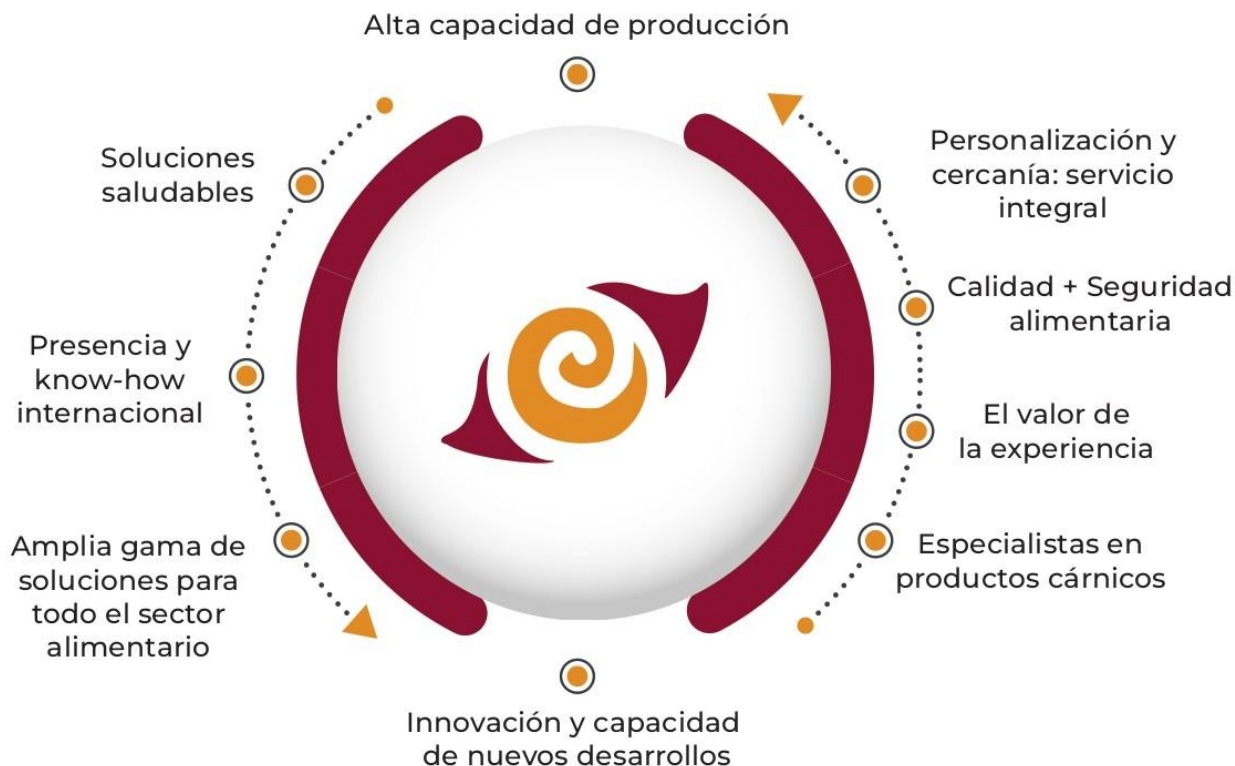 Alta capacidad de producción
Soluciones
saludables
Personalización y
cercanía: servicio
integral
Calidad + Seguridad
alimentaria
Presencia y
know-how
internacional
El valor de
la experiencia
Amplia gama de
soluciones para
todo el sector
alimentario
Especialistas en
productos cárnicos
Innovación y capacidad
de nuevos desarrollos